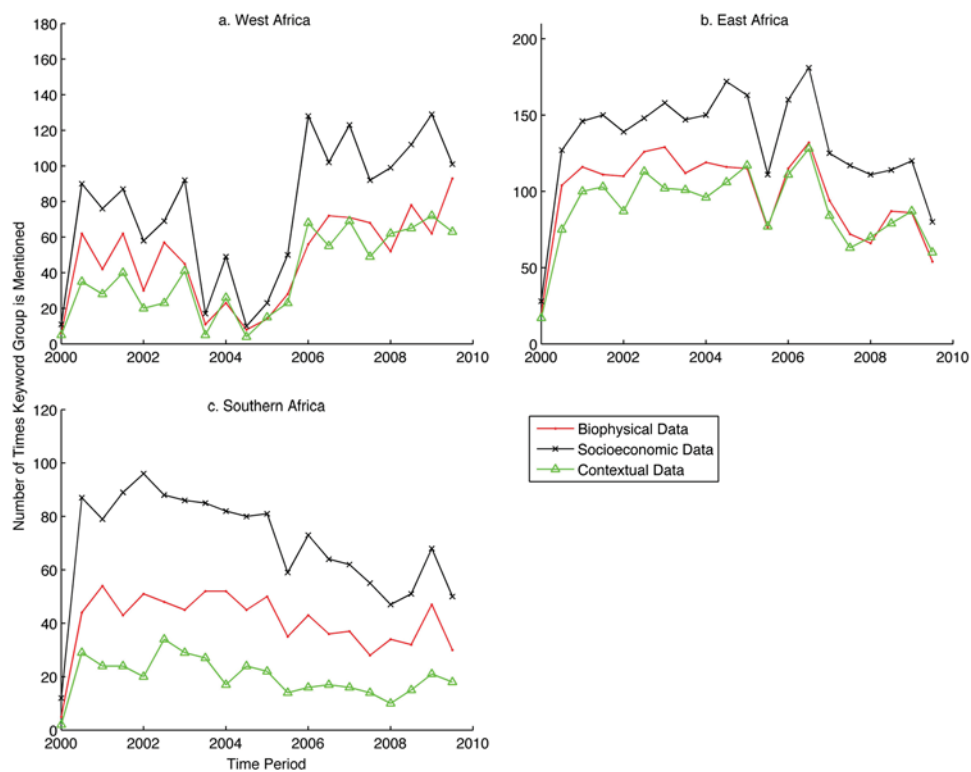 a. West Africa
180
160
140
120
100
80
60
40
20
0
2000 2002 2004 2006 2008 2010
b. East Africa
200
150
100
50
0
2000 2002 2004 2006 2008 2010
Number of Times Keyword Group is Mentioned
c. Southern Africa
120
100
80
60
40
20
0
2000 2002 2004 2006 2008 2010
Time Period
Biophysical Data
Socioeconomic Data
Contextual Data